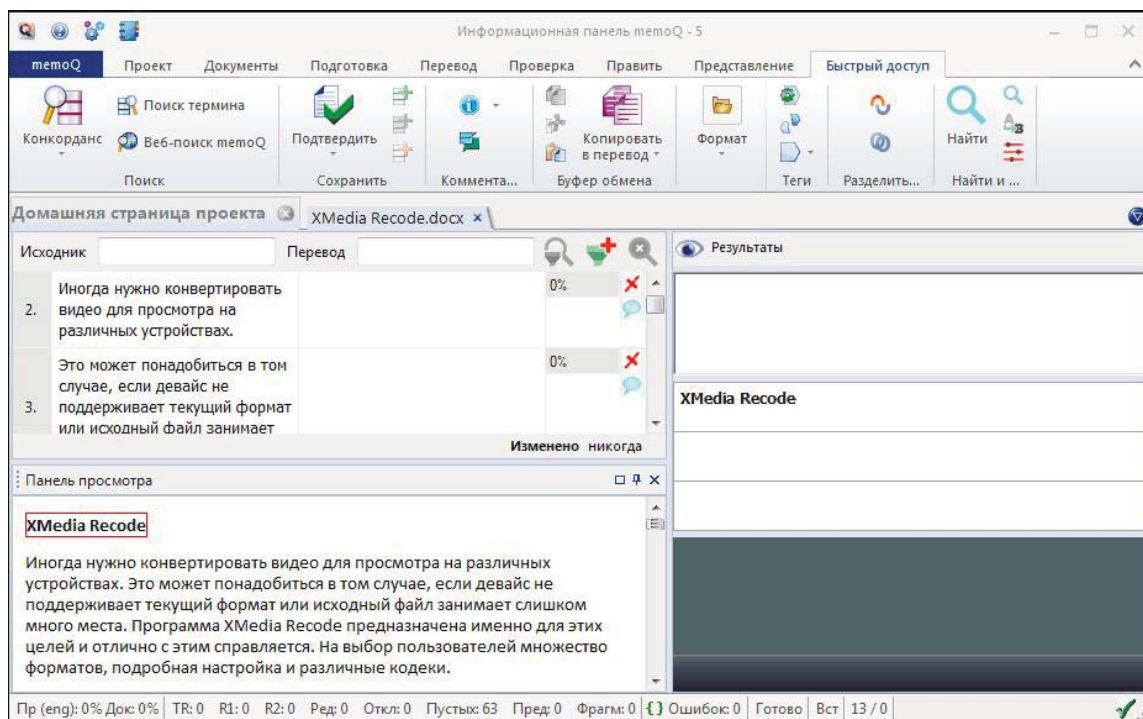 Информационная панель memoQ - 5
memoQ Проект Документы Подготовка Перевод Проверка Править Представление Быстрый доступ
Конкорданс
Поиск термина
Веб-поиск memoQ
Поиск
Подтвердить
Сохранить
Коммента...
Копировать
в перевод
Буфер обмена
Формат
Теги
Разделить...
Найти
Найти и ...
Домашняя страница проекта XMedia Recode.docx
Исходник Перевод
Результаты
2.
Иногда нужно конвертировать
видео для просмотра на
различных устройствах.
0%
3.
Это может понадобиться в том
случае, если девайс не
поддерживает текущий формат
или исходный файл занимает
0%
Изменено никогда
XMedia Recode
Панель просмотра
XMedia Recode
Иногда нужно конвертировать видео для просмотра на различных
устройствах. Это может понадобиться в том случае, если девайс не
поддерживает текущий формат или исходный файл занимает слишком
много места. Программа XMedia Recode предназначена именно для этих
целей и отлично с этим справляется. На выбор пользователей множество
форматов, подробная настройка и различные кодеки.
Пр (eng): 0% Док: 0% TR: 0 R1: 0 R2: 0 Ред: 0 Откл: 0 Пустых: 63 Пред: 0 Фрагм: 0 {} Ошибок: 0 Готово Вст 13 / 0